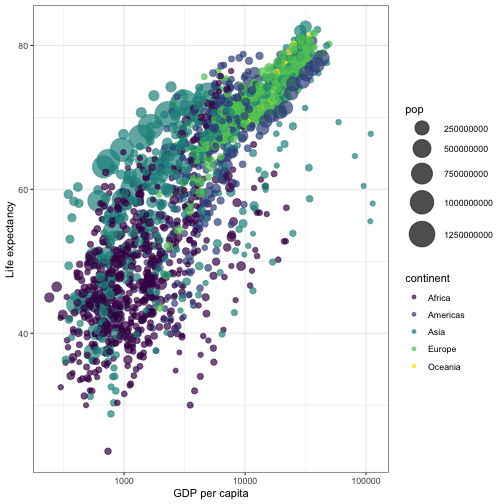 80
60
40
Life expectancy
1000
10000
100000
GDP per capita
pop
250000000
500000000
750000000
1000000000
1250000000
continent
Africa
Americas
Asia
Europe
Oceania